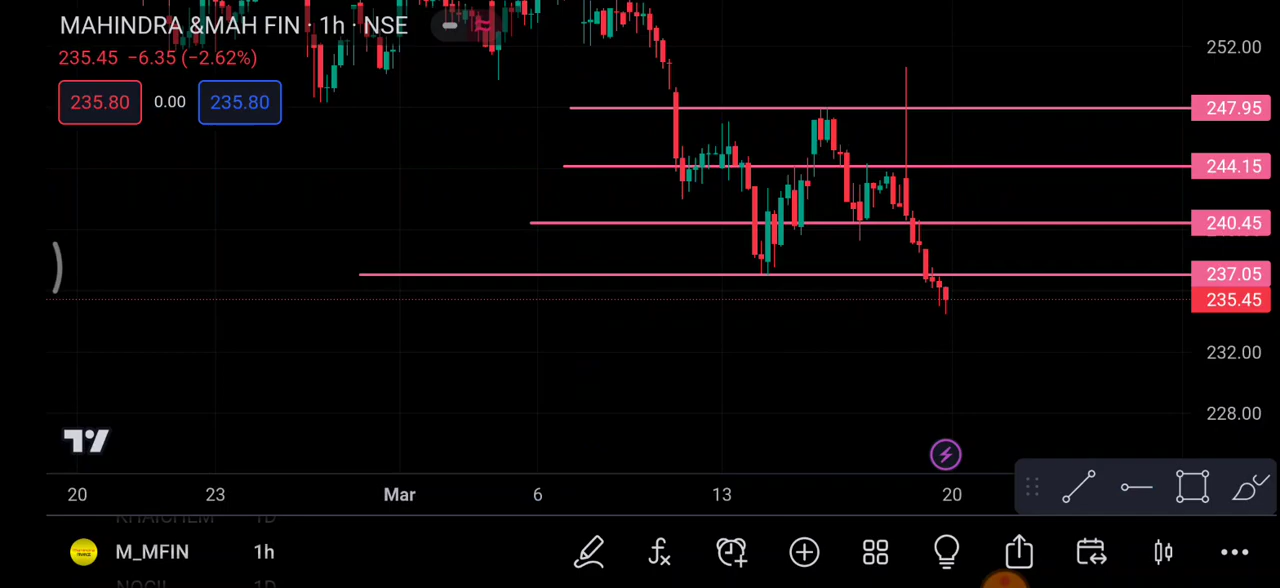 MAHINDRA &MAH FIN · 1h · NSE
235.45 −6.35 (−2.62%)
235.80 0.00 235.80
252.00
247.95
244.15
240.45
237.05
235.45
232.00
228.00
20 23 Mar 6 13 20
M_MFIN 1h